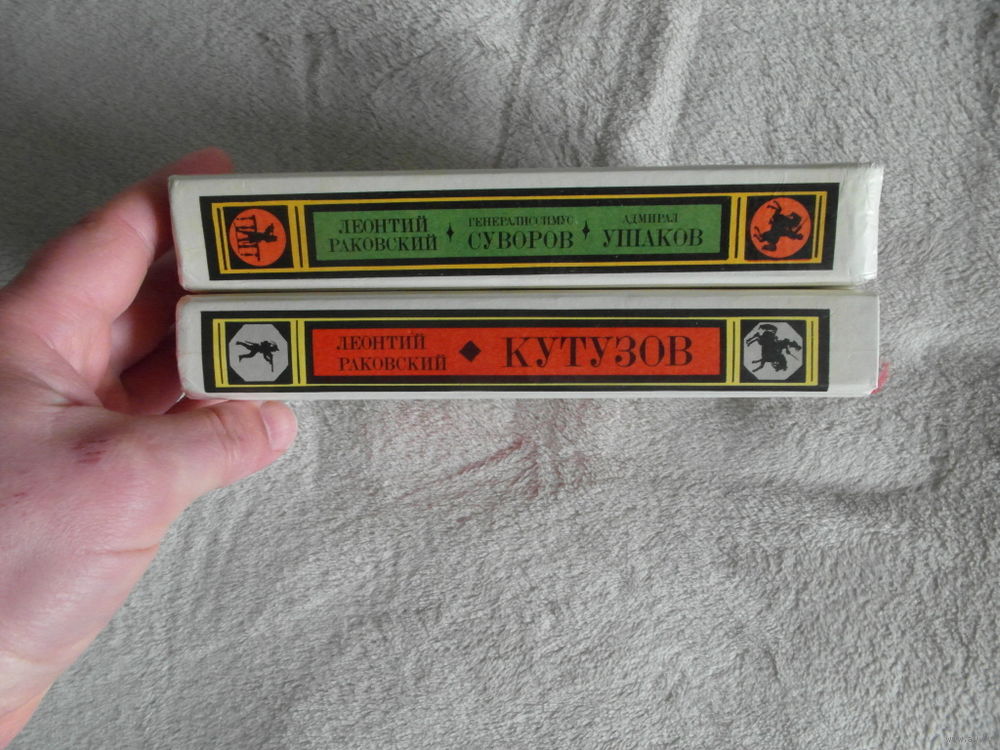 ЛЕОНТИЙ
РАКОВСКИЙ
ГЕНЕРАЛИССИМУС
СУВОРОВ
АДМИРАЛ
УШАКОВ
ЛЕОНТИЙ
РАКОВСКИЙ
КУТУЗОВ